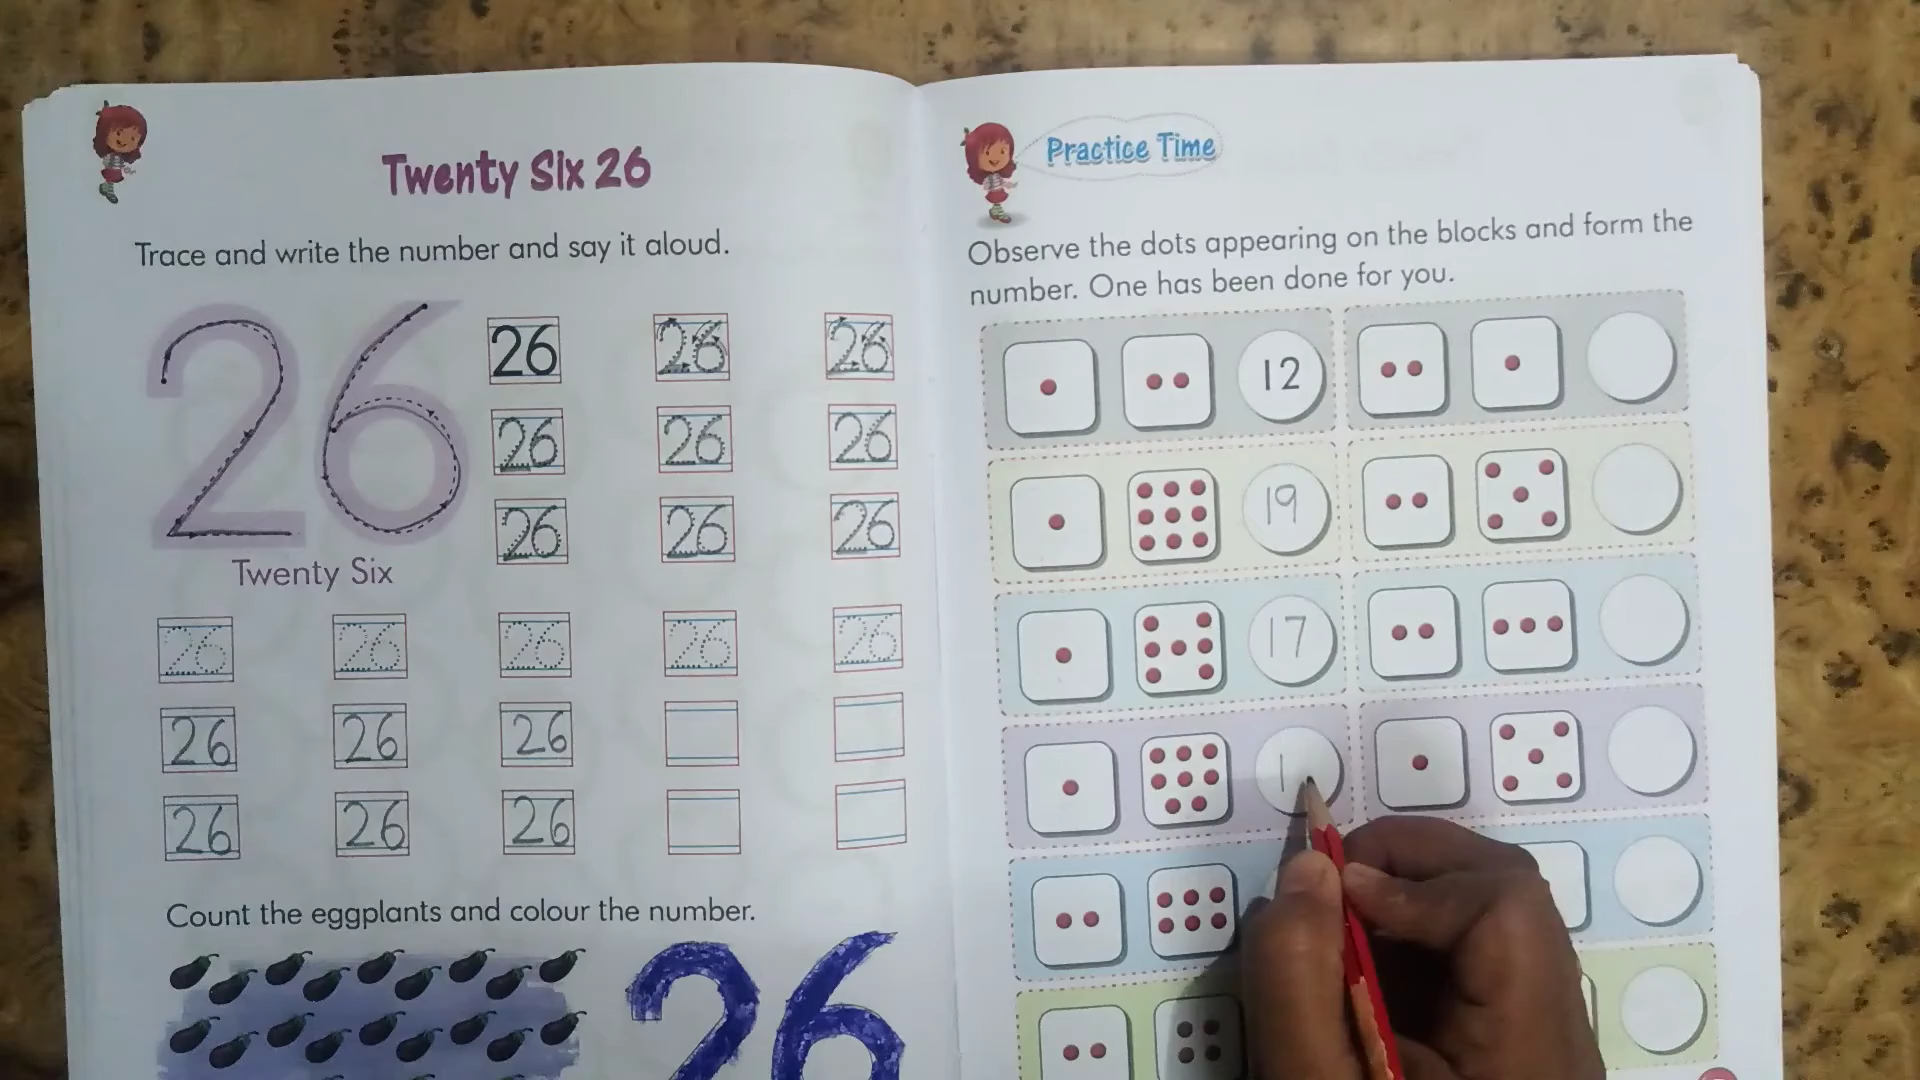 Twenty Six 26
Trace and write the number and say it aloud.
26
26 26 26
26 26 26
26 26 26
Twenty Six
26 26 26 26 26
26 26 26
26 26 26
Count the eggplants and colour the number.
26
Practice Time
Observe the dots appearing on the blocks and form the
number. One has been done for you.
12
19
17
1